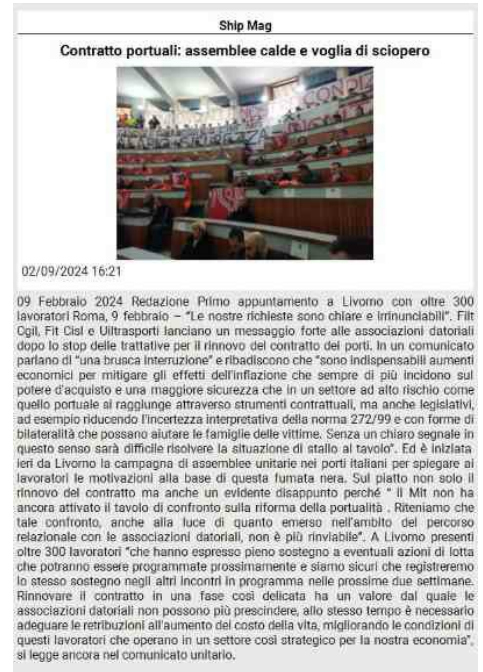 Ship Mag
Contratto portuali: assemblee calde e voglia di sciopero
02/09/2024 16:21
09 Febbraio 2024 Redazione Primo appuntamento a Livorno con oltre 300
lavoratori Roma, 9 febbraio – "Le nostre richieste sono chiare e irrinunciabili". Filt
Cgil, Fit Cisl e Uiltrasporti lanciano un messaggio forte alle associazioni datoriali
dopo lo stop delle trattative per il rinnovo del contratto dei porti. In un comunicato
parlano di "una brusca interruzione" e ribadiscono che "sono indispensabili aumenti
economici per mitigare gli effetti dell'inflazione che sempre di più incidono sul
potere d'acquisto e una maggiore sicurezza che in un settore ad alto rischio come
quello portuale si raggiunge attraverso strumenti contrattuali, ma anche legislativi,
ad esempio riducendo l'incertezza interpretativa della norma 272/99 e con forme di
bilateralità che possano aiutare le famiglie delle vittime. Senza un chiaro segnale in
questo senso sarà difficile risolvere la situazione di stallo al tavolo". Ed è iniziata
ieri da Livorno la campagna di assemblee unitarie nei porti italiani per spiegare ai
lavoratori le motivazioni alla base di questa fumata nera. Sul piatto non solo il
rinnovo del contratto ma anche un evidente disappunto perché " il Mit non ha
ancora attivato il tavolo di confronto sulla riforma della portualità . Riteniamo che
tale confronto, anche alla luce di quanto emerso nell'ambito del percorso
relazionale con le associazioni datoriali, non è più rinviabile". A Livorno presenti
oltre 300 lavoratori "che hanno espresso pieno sostegno a eventuali azioni di lotta
che potranno essere programmate prossimamente e siamo sicuri che registreremo
lo stesso sostegno negli altri incontri in programma nelle prossime due settimane.
Rinnovare il contratto in una fase così delicata ha un valore dal quale le
associazioni datoriali non possono più prescindere, allo stesso tempo è necessario
adeguare le retribuzioni all'aumento del costo della vita, migliorando le condizioni di
questi lavoratori che operano in un settore così strategico per la nostra economia",
si legge ancora nel comunicato unitario.